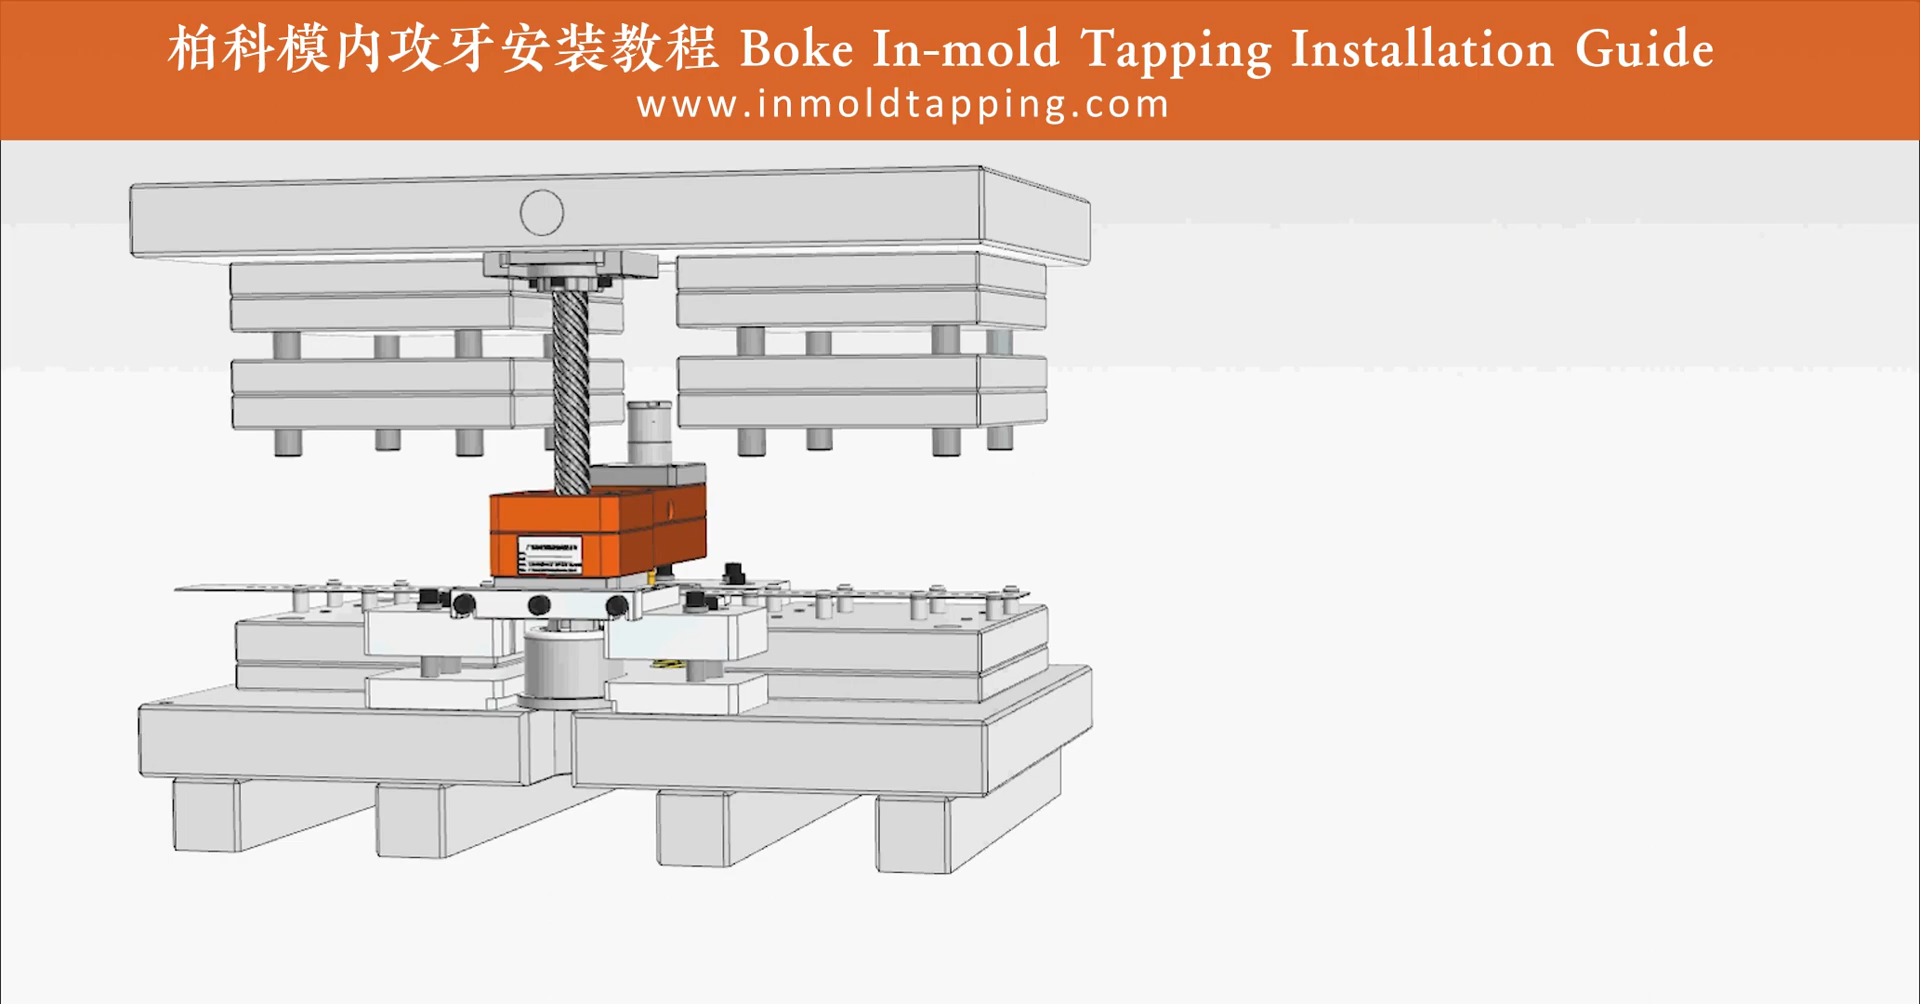 柏科模内攻牙安装教程 Boke In-mold Tapping Installation Guide
www.inmoldtapping.com